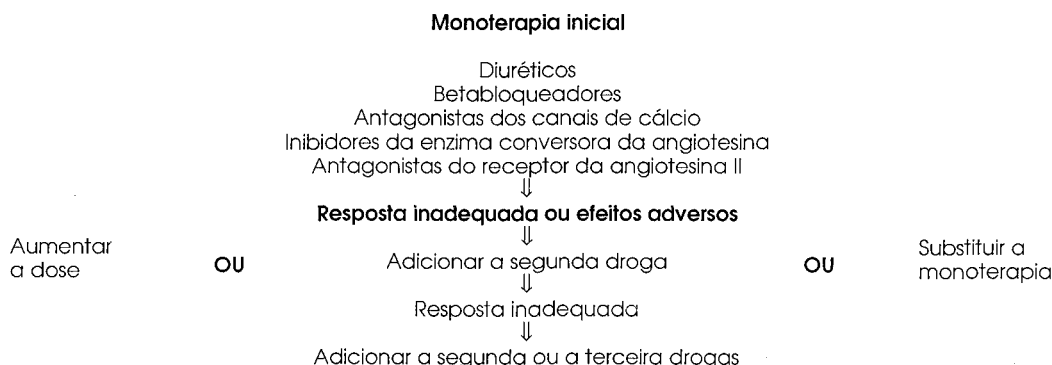 Monoterapia inicial
Diuréticos
Betabloqueadores
Antagonistas dos canais de cálcio
Inibidores da enzima conversora da angiotesina
Antagonistas do receptor da angiotesina II
⇓
Resposta inadequada ou efeitos adversos
⇓
Aumentar
a dose
OU
Adicionar a segunda droga
OU
Substituir a
monoterapia
⇓
Resposta inadequada
⇓
Adicionar a segunda ou a terceira drogas